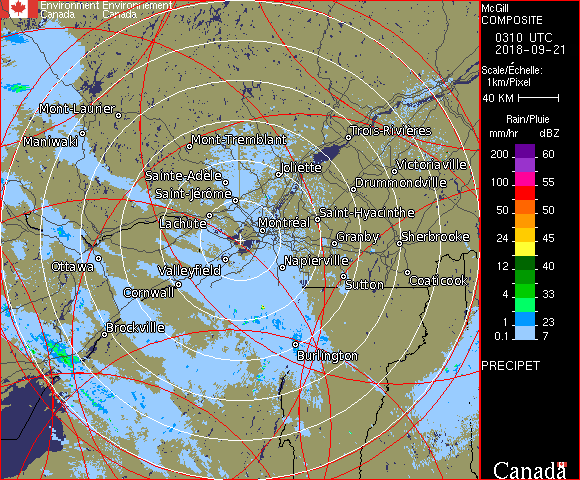 Environment Environnement
Canada Canada
McGill
COMPOSITE
0310 UTC
2018-09-21
Scale/Échelle:
1km/Pixel
40 KM
Rain/Pluie
mm/hr dBZ
200 60
100 55
50 50
24 45
12 40
4 33
1 23
0.1 7
PRECIPET
Canada
Mont-Laurier
Maniwaki
Mont-Tremblant
Trois-Rivières
Sainte-Adèle
Joliette
Victoriaville
Saint-Jérôme
Drummondville
Lachute
Montréal
Saint-Hyacinthe
Granby
Sherbrooke
Ottawa
Valleyfield
Napierville
Cornwall
Sutton
Coaticook
Brockville
Burlington